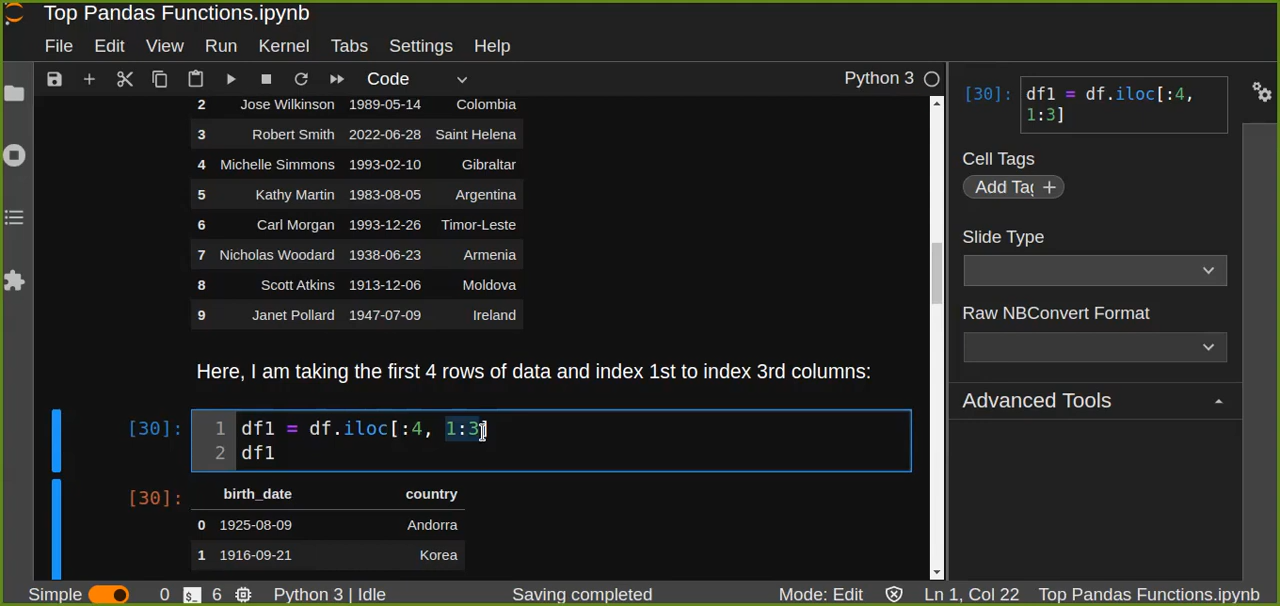 Top Pandas Functions.ipynb
File Edit View Run Kernel Tabs Settings Help
Code Python 3
2 Jose Wilkinson 1989-05-14 Colombia
3 Robert Smith 2022-06-28 Saint Helena
4 Michelle Simmons 1993-02-10 Gibraltar
5 Kathy Martin 1983-08-05 Argentina
6 Carl Morgan 1993-12-26 Timor-Leste
7 Nicholas Woodard 1938-06-23 Armenia
8 Scott Atkins 1913-12-06 Moldova
9 Janet Pollard 1947-07-09 Ireland
Here, I am taking the first 4 rows of data and index 1st to index 3rd columns:
[30]: 1 df1 = df.iloc[:4, 1:3]
2 df1
[30]: birth_date country
0 1925-08-09 Andorra
1 1916-09-21 Korea
[30]: df1 = df.iloc[:4,
1:3]
Cell Tags
Add Tag +
Slide Type
Raw NBConvert Format
Advanced Tools
Simple 0 $_ 6 Python 3 | Idle Saving completed Mode: Edit Ln 1, Col 22 Top Pandas Functions.ipynb